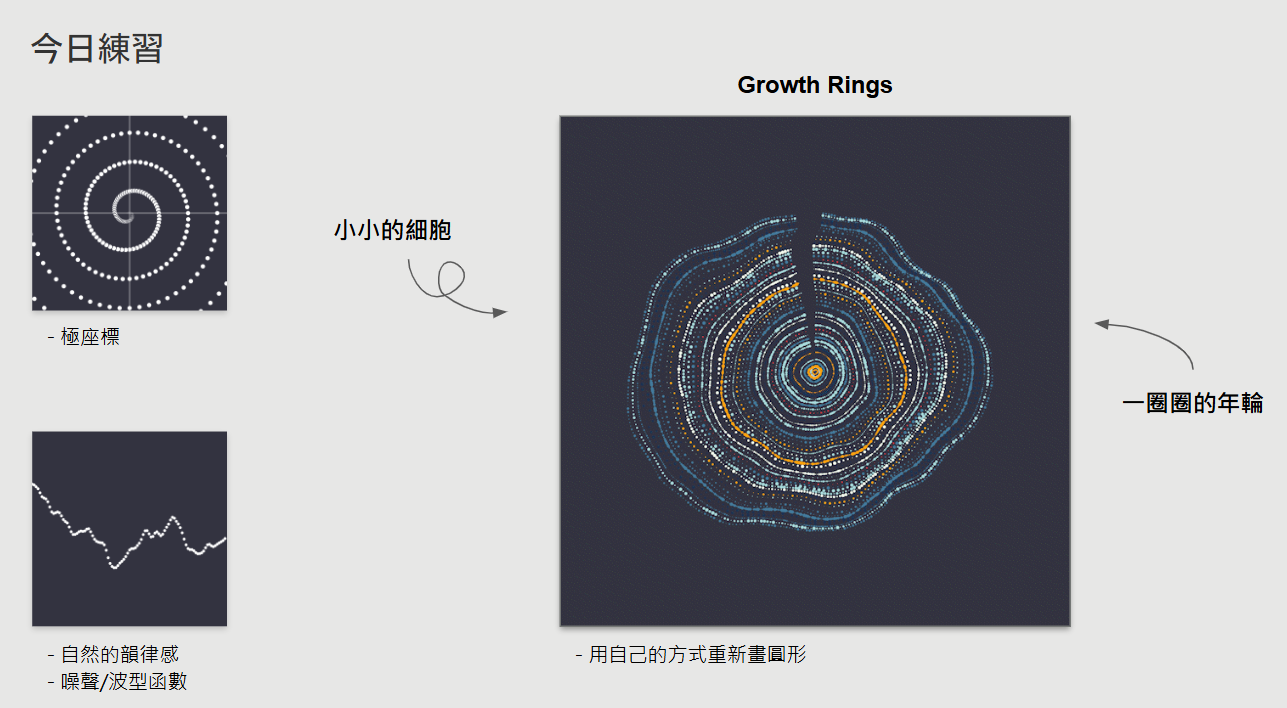 今日練習
Growth Rings
小小的細胞
- 極座標
一圈圈的年輪
- 自然的韻律感
- 噪聲/波型函數
- 用自己的方式重新畫圓形